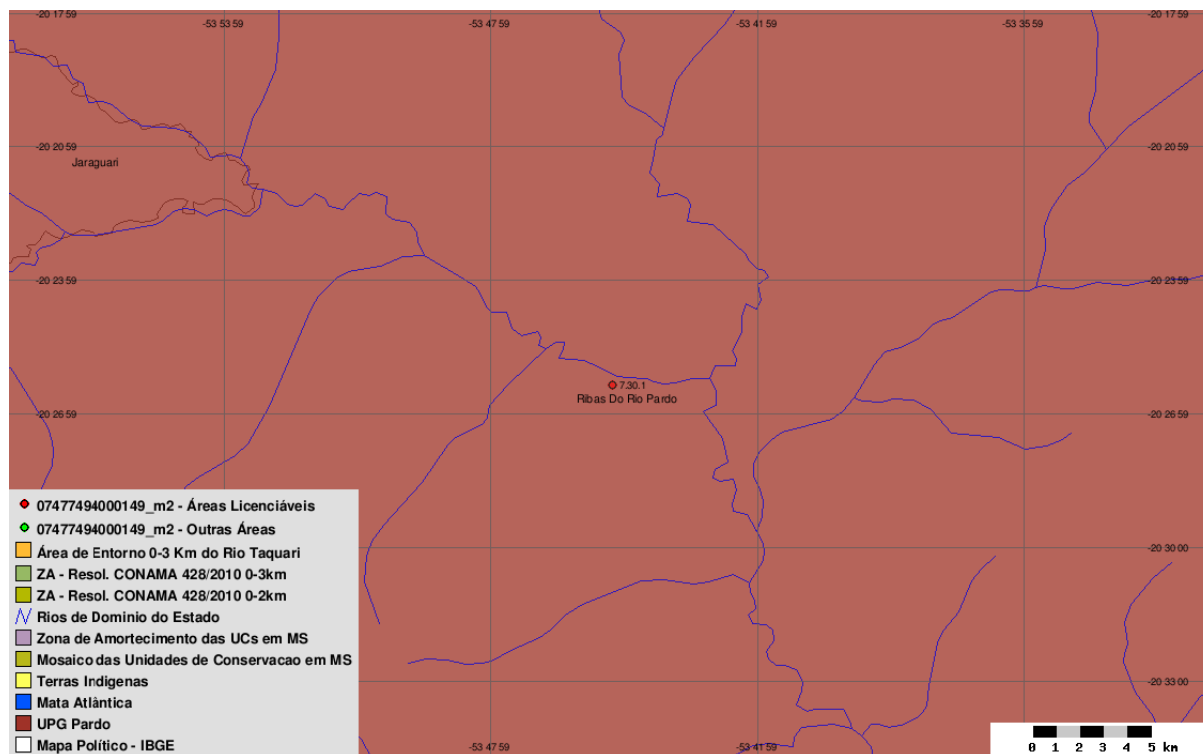 -20 17 59
-20 17 59
-53 53 59
-53 47 59
-53 41 59
-53 35 59
-20 20 59
-20 20 59
Jaraguari
-20 23 59
-20 23 59
7.30.1
Ribas Do Rio Pardo
-20 26 59
-20 26 59
07477494000149_m2 - Áreas Licenciáveis
07477494000149_m2 - Outras Áreas
Área de Entorno 0-3 Km do Rio Taquari
-20 30 00
-20 30 00
ZA - Resol. CONAMA 428/2010 0-3km
ZA - Resol. CONAMA 428/2010 0-2km
Rios de Dominio do Estado
Zona de Amortecimento das UCs em MS
Mosaico das Unidades de Conservacao em MS
Terras Indigenas
-20 33 00
-20 33 00
Mata Atlântica
UPG Pardo
Mapa Político - IBGE
-53 47 59
-53 41 59
0 1 2 3 4 5 km